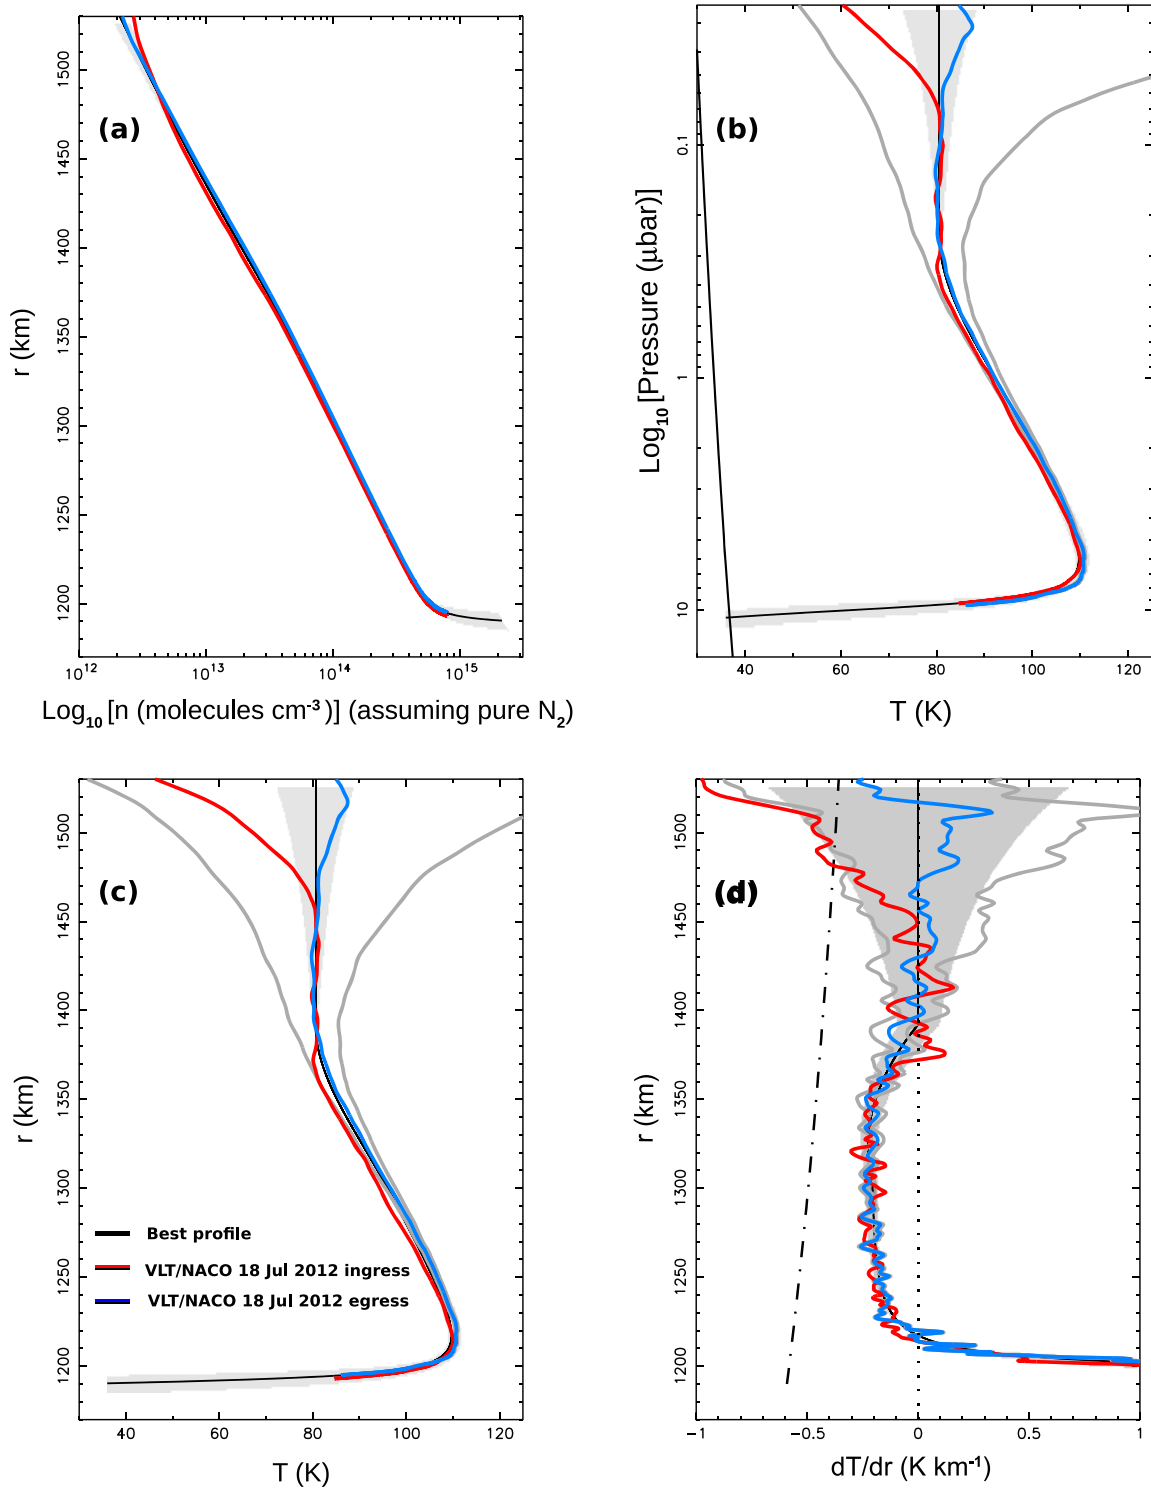 (a)
r (km)
1500
1450
1400
1350
1300
1250
1200
10¹² 10¹³ 10¹⁴ 10¹⁵
Log₁₀ [n (molecules cm⁻³)] (assuming pure N₂)
(b)
Log₁₀ [Pressure (μbar)]
0.1
1
10
40 60 80 100 120
T (K)
(c)
r (km)
1500
1450
1400
1350
1300
1250
1200
Best profile
VLT/NACO 18 Jul 2012 ingress
VLT/NACO 18 Jul 2012 egress
40 60 80 100 120
T (K)
(d)
r (km)
1500
1450
1400
1350
1300
1250
1200
−1 −0.5 0 0.5 1
dT/dr (K km⁻¹)